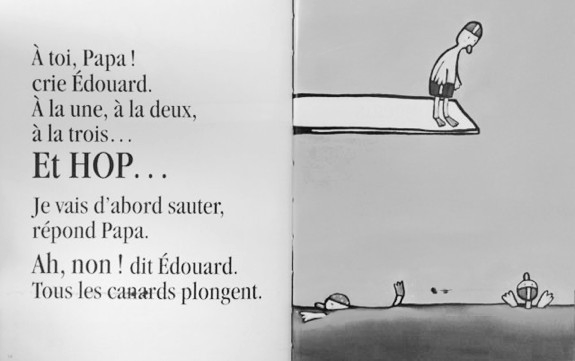 À toi, Papa !
crie Édouard.
À la une, à la deux,
à la trois…
Et HOP…
Je vais d'abord sauter,
répond Papa.
Ah, non ! dit Édouard.
Tous les canards plongent.